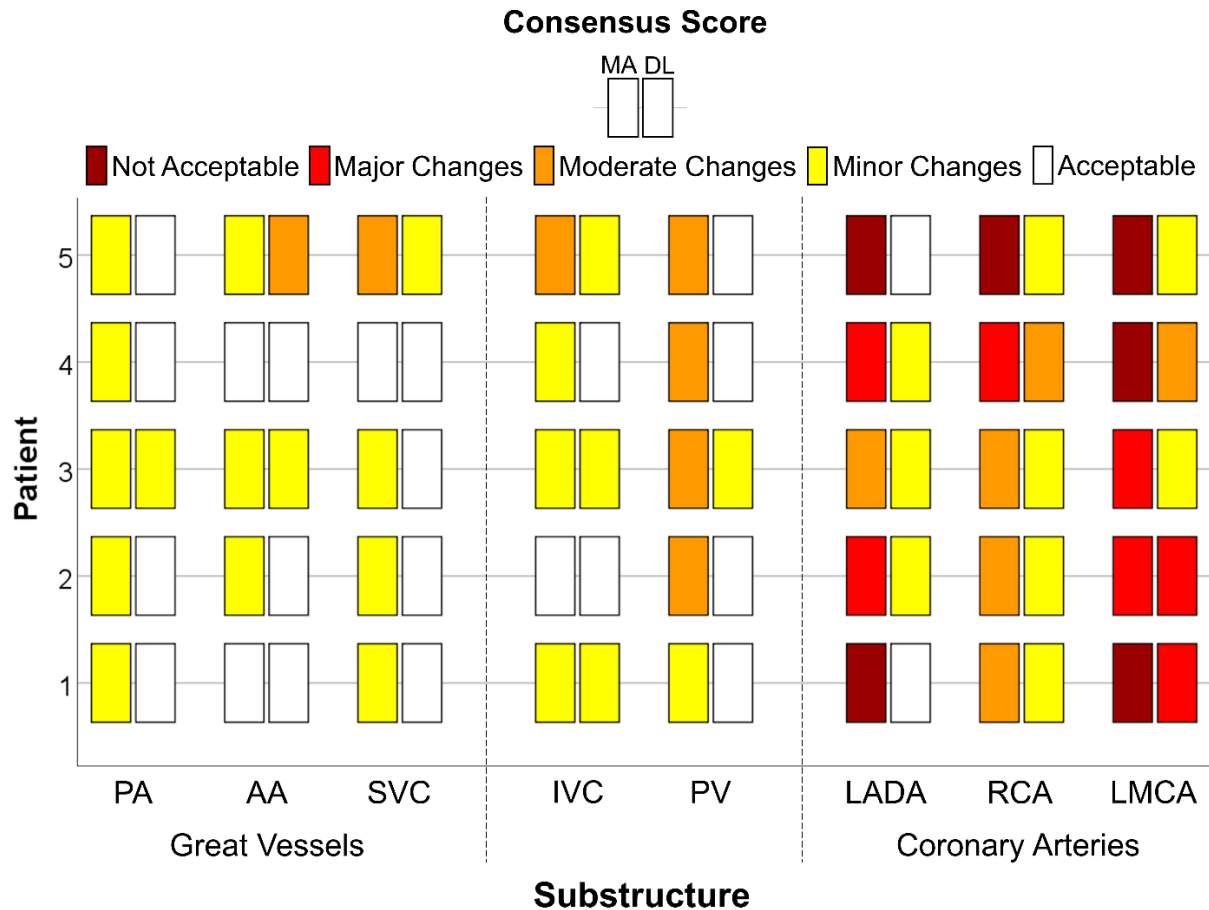 Consensus Score
MA DL
Not Acceptable Major Changes Moderate Changes Minor Changes Acceptable
5
4
3
2
1
Patient
PA AA SVC IVC PV LADA RCA LMCA
Great Vessels Coronary Arteries
Substructure